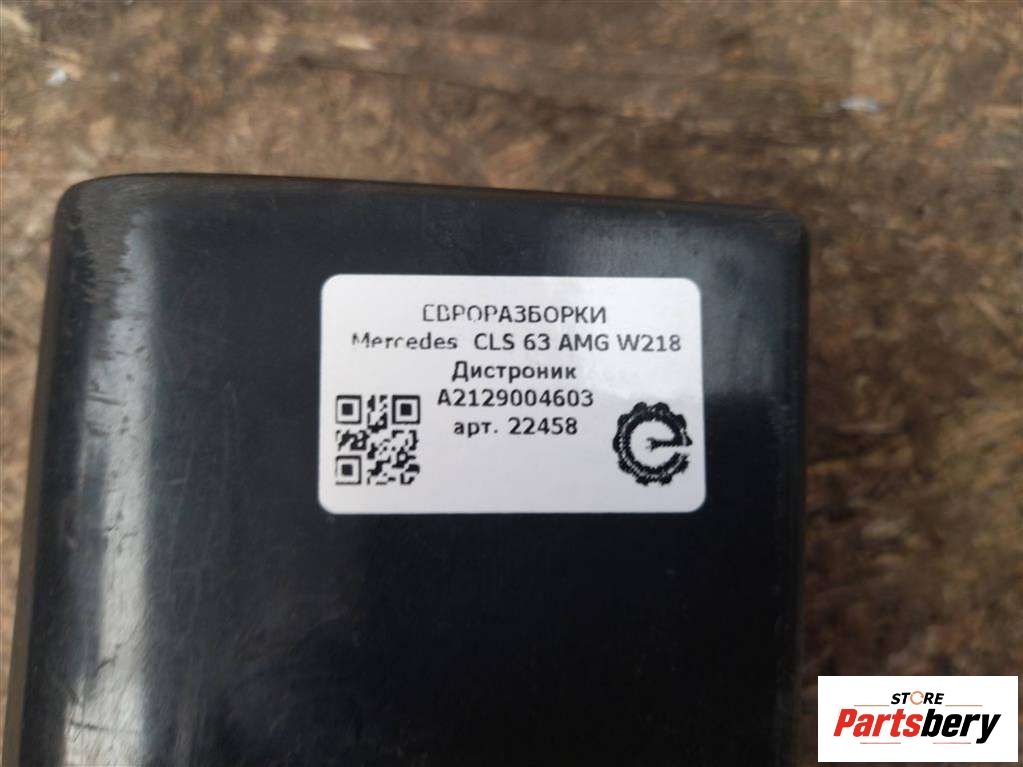 ЕВРОРАЗБОРКИ
Mercedes CLS 63 AMG W218
Дистроник
A2129004603
арт. 22458
STORE
Partsbery